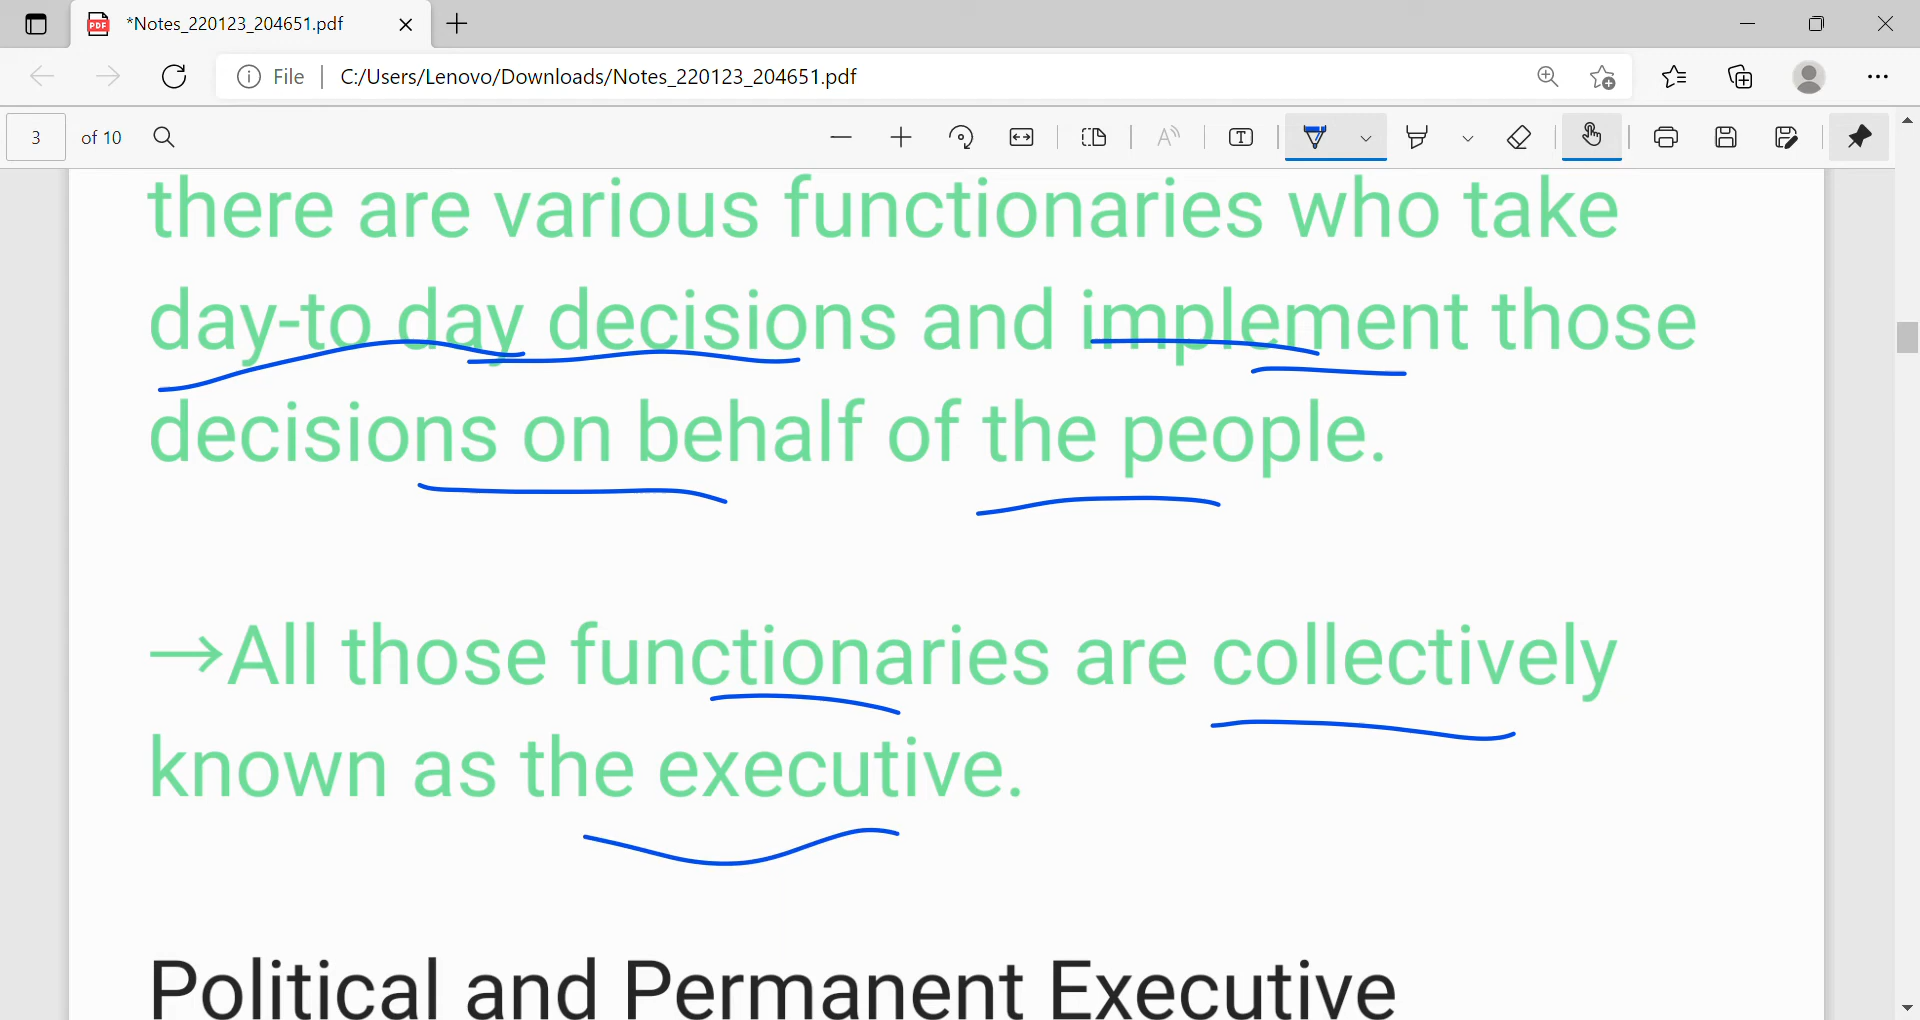 *Notes_220123_204651.pdf
File | C:/Users/Lenovo/Downloads/Notes_220123_204651.pdf
3 of 10
there are various functionaries who take
day-to day decisions and implement those
decisions on behalf of the people.
→All those functionaries are collectively
known as the executive.
Political and Permanent Executive